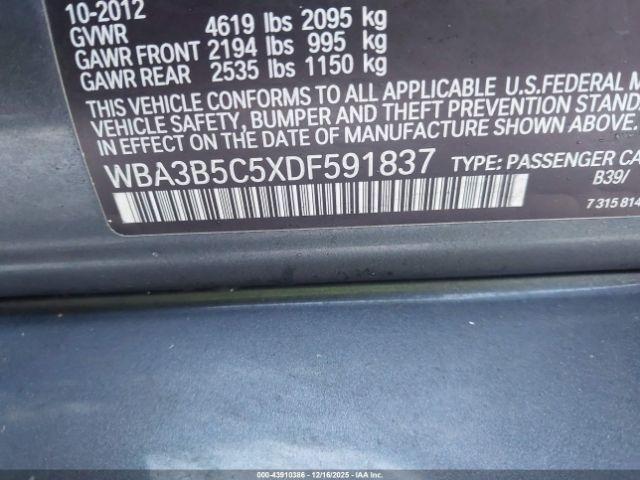 10-2012
GVWR 4619 lbs 2095 kg
GAWR FRONT 2194 lbs 995 kg
GAWR REAR 2535 lbs 1150 kg
THIS VEHICLE CONFORMS TO ALL APPLICABLE U.S.FEDERAL M
VEHICLE SAFETY, BUMPER AND THEFT PREVENTION STAND
IN EFFECT ON THE DATE OF MANUFACTURE SHOWN ABOVE.
WBA3B5C5XDF591837 TYPE: PASSENGER CA
B39/
7 315 814
000-43910386 | 12/16/2025 | IAAI.COM